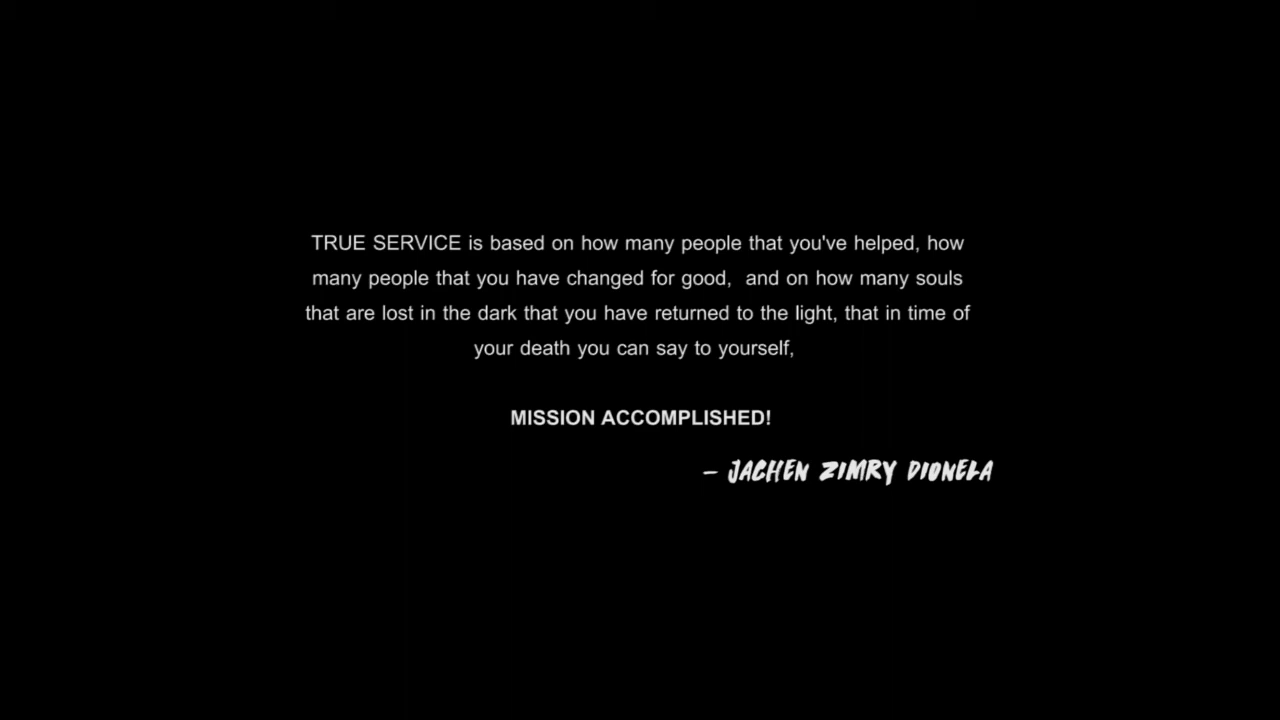 TRUE SERVICE is based on how many people that you've helped, how
many people that you have changed for good,  and on how many souls
that are lost in the dark that you have returned to the light, that in time of
your death you can say to yourself,
MISSION ACCOMPLISHED!
– JACHEN ZIMRY DIONELA